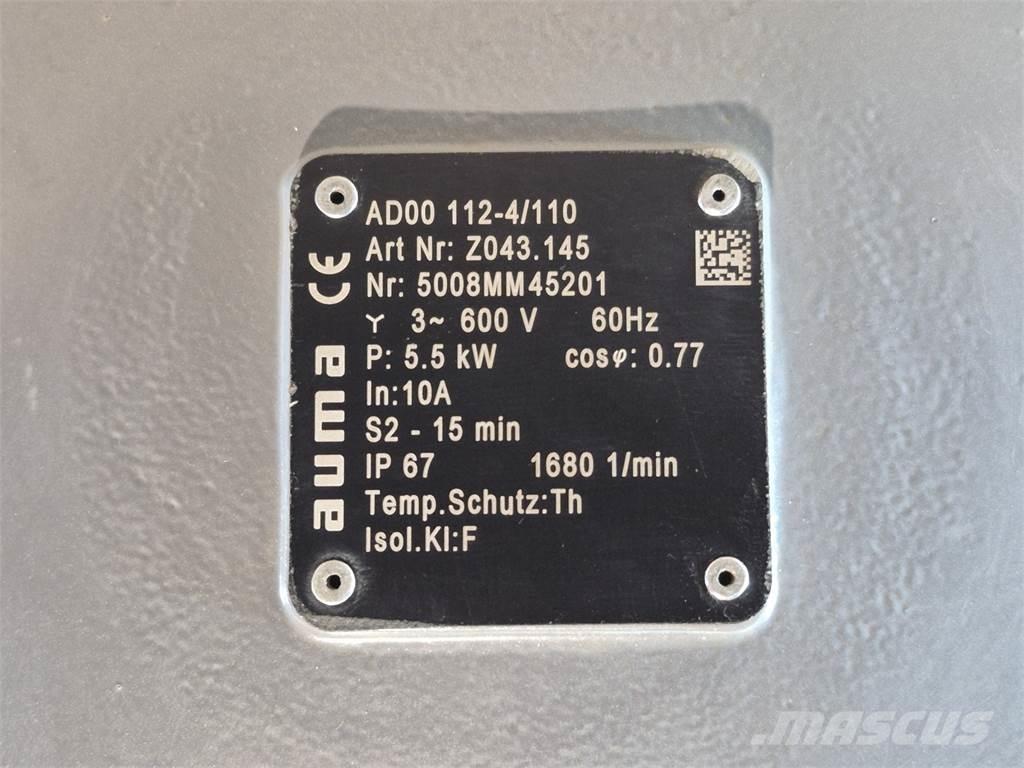 AD00 112-4/110
Art Nr: Z043.145
Nr: 5008MM45201
Y 3~ 600 V 60Hz
P: 5.5 kW cosφ: 0.77
In:10A
S2 - 15 min
IP 67 1680 1/min
Temp.Schutz:Th
Isol.Kl:F
CE
auma
MASCUS